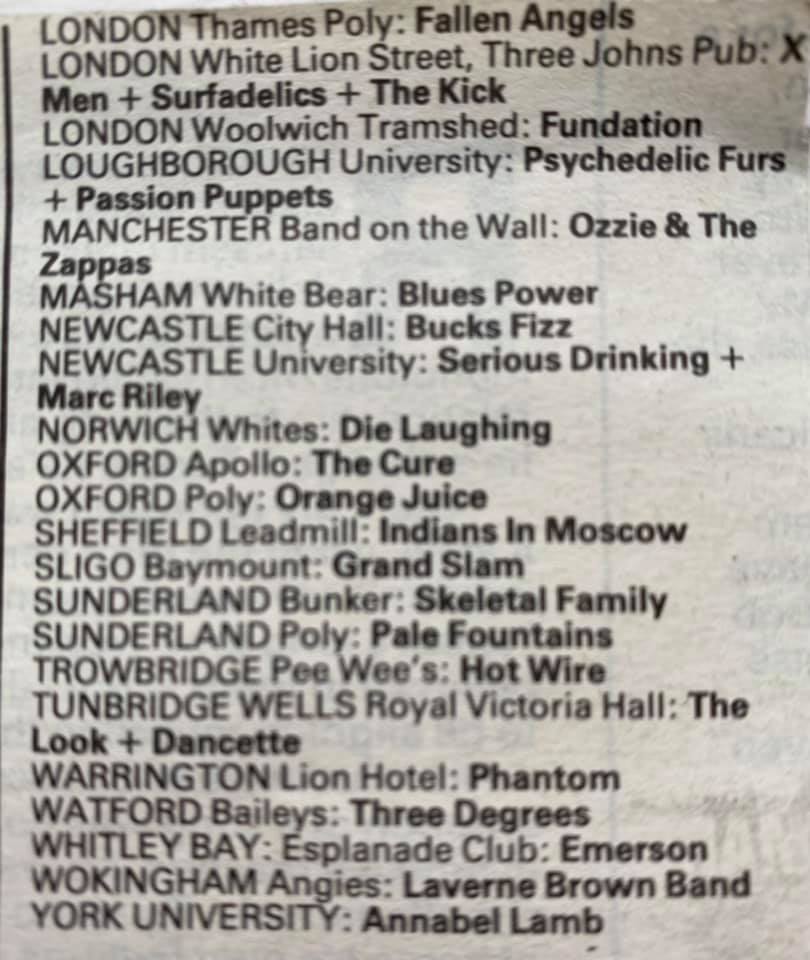 LONDON Thames Poly: Fallen Angels
LONDON White Lion Street, Three Johns Pub: X
Men + Surfadelics + The Kick
LONDON Woolwich Tramshed: Fundation
LOUGHBOROUGH University: Psychedelic Furs
+ Passion Puppets
MANCHESTER Band on the Wall: Ozzie & The
Zappas
MASHAM White Bear: Blues Power
NEWCASTLE City Hall: Bucks Fizz
NEWCASTLE University: Serious Drinking +
Marc Riley
NORWICH Whites: Die Laughing
OXFORD Apollo: The Cure
OXFORD Poly: Orange Juice
SHEFFIELD Leadmill: Indians In Moscow
SLIGO Baymount: Grand Slam
SUNDERLAND Bunker: Skeletal Family
SUNDERLAND Poly: Pale Fountains
TROWBRIDGE Pee Wee's: Hot Wire
TUNBRIDGE WELLS Royal Victoria Hall: The
Look + Dancette
WARRINGTON Lion Hotel: Phantom
WATFORD Baileys: Three Degrees
WHITLEY BAY: Esplanade Club: Emerson
WOKINGHAM Angies: Laverne Brown Band
YORK UNIVERSITY: Annabel Lamb